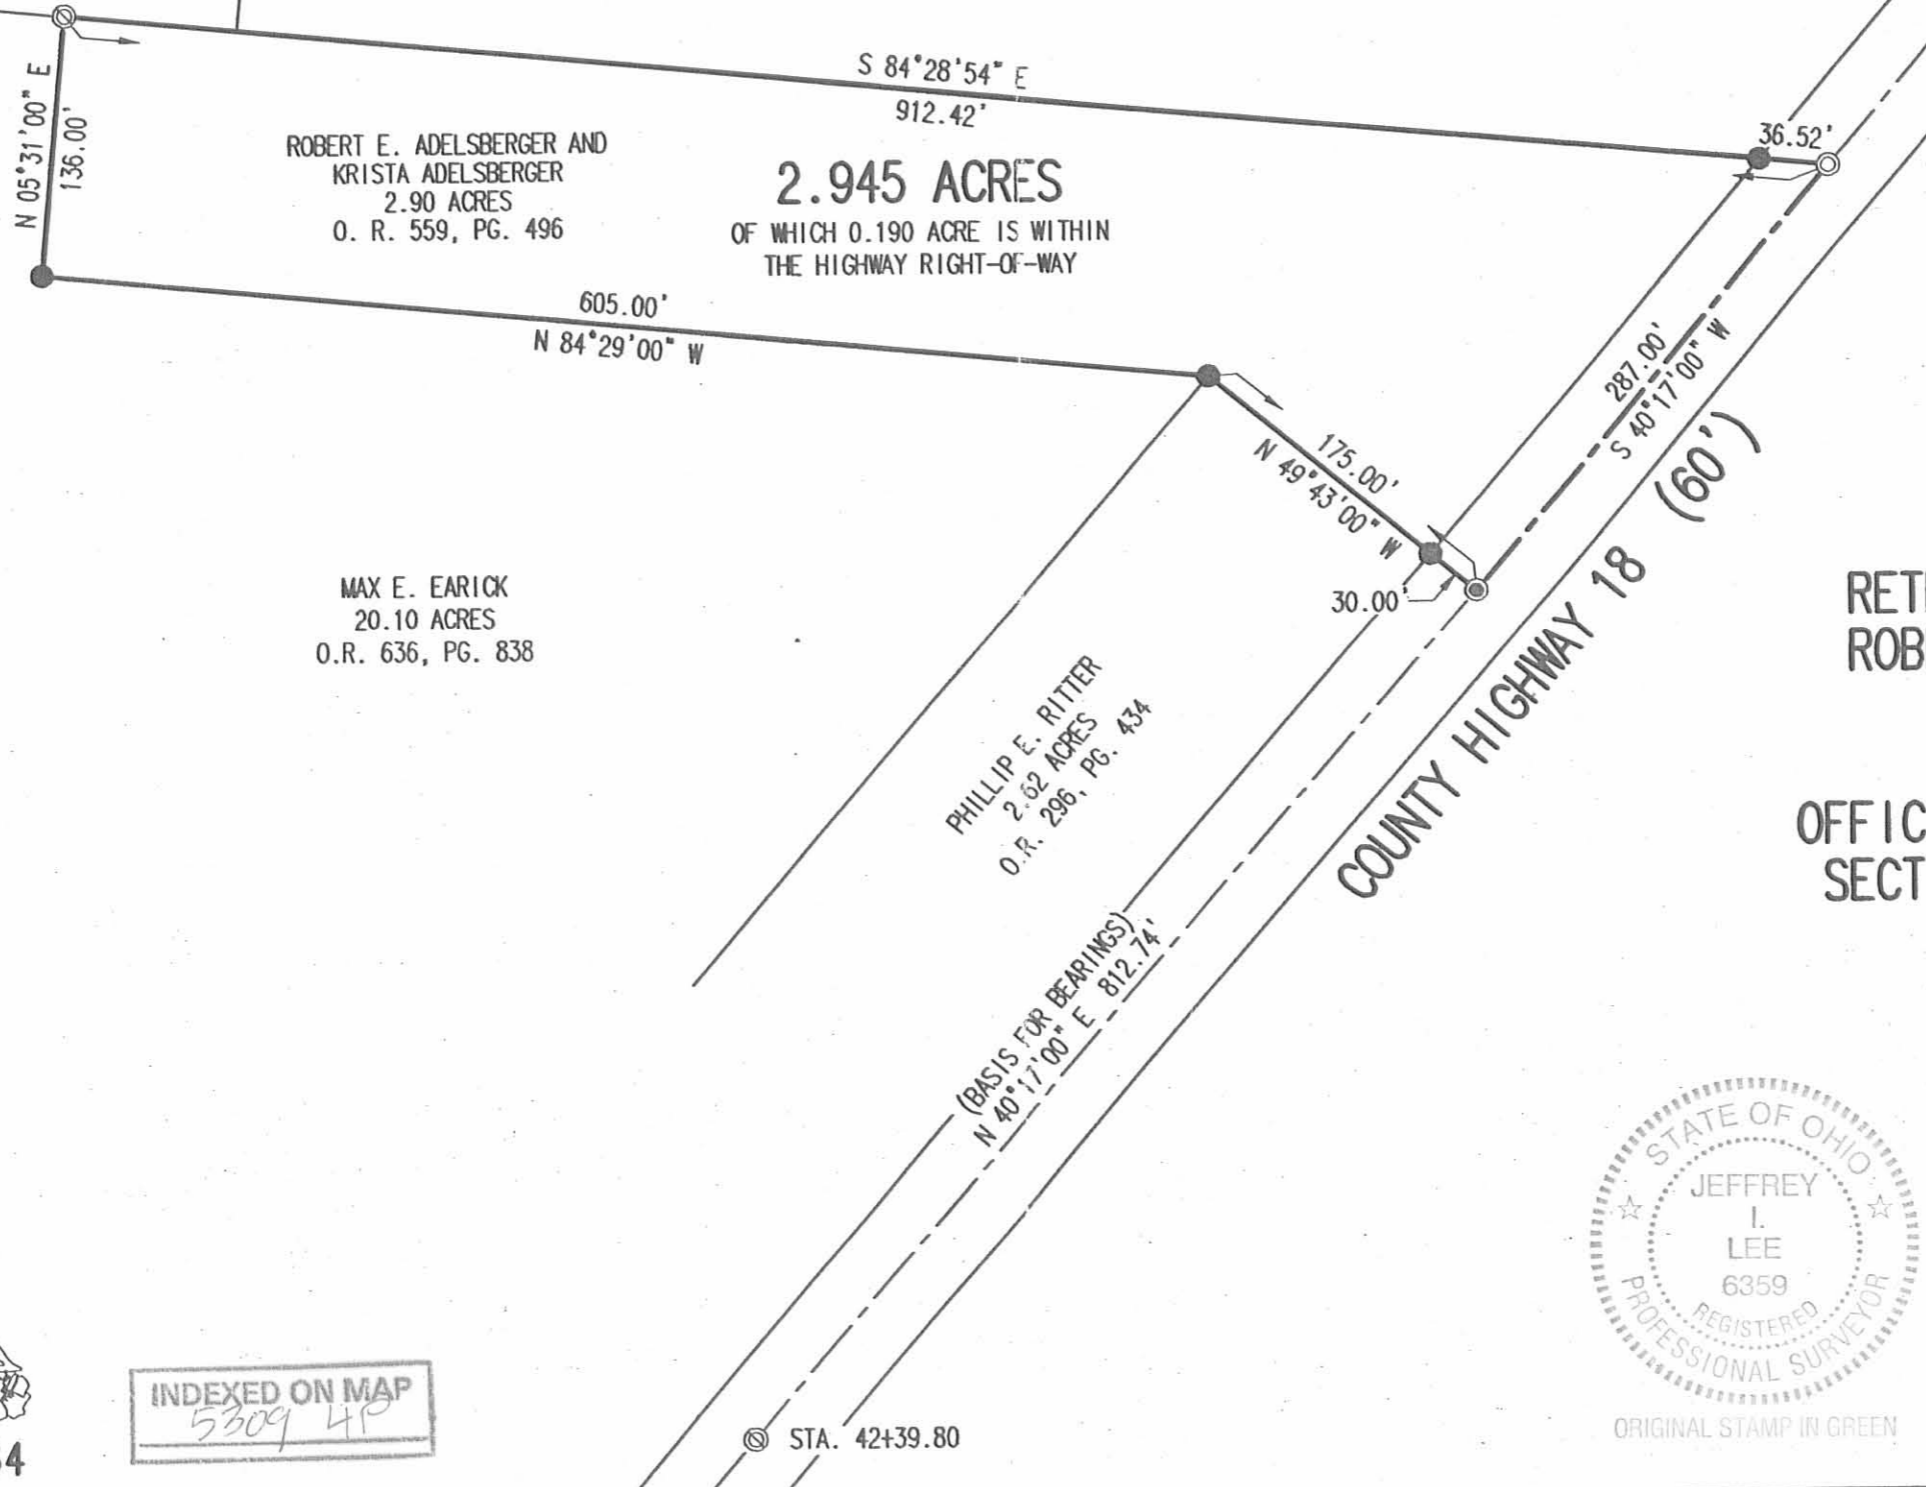 S 84°28'54" E
912.42'
36.52'
N 05°31'00" E
136.00'
ROBERT E. ADELSBERGER AND
KRISTA ADELSBERGER
2.90 ACRES
O. R. 559, PG. 496
2.945 ACRES
OF WHICH 0.190 ACRE IS WITHIN
THE HIGHWAY RIGHT-OF-WAY
605.00'
N 84°29'00" W
287.00'
S 40°17'00" W
175.00'
N 49°43'00" W
30.00'
COUNTY HIGHWAY 18 (60')
MAX E. EARICK
20.10 ACRES
O.R. 636, PG. 838
PHILLIP E. RITTER
2.62 ACRES
O.R. 296, PG. 434
ROB
OFFIC
SECT
(BASIS FOR BEARINGS)
N 40°17'00" E 812.74'
STATE OF OHIO
JEFFREY
I.
LEE
6359
REGISTERED
PROFESSIONAL SURVEYOR
ORIGINAL STAMP IN GREEN
INDEXED ON MAP
5309 4P
STA. 42+39.80
4